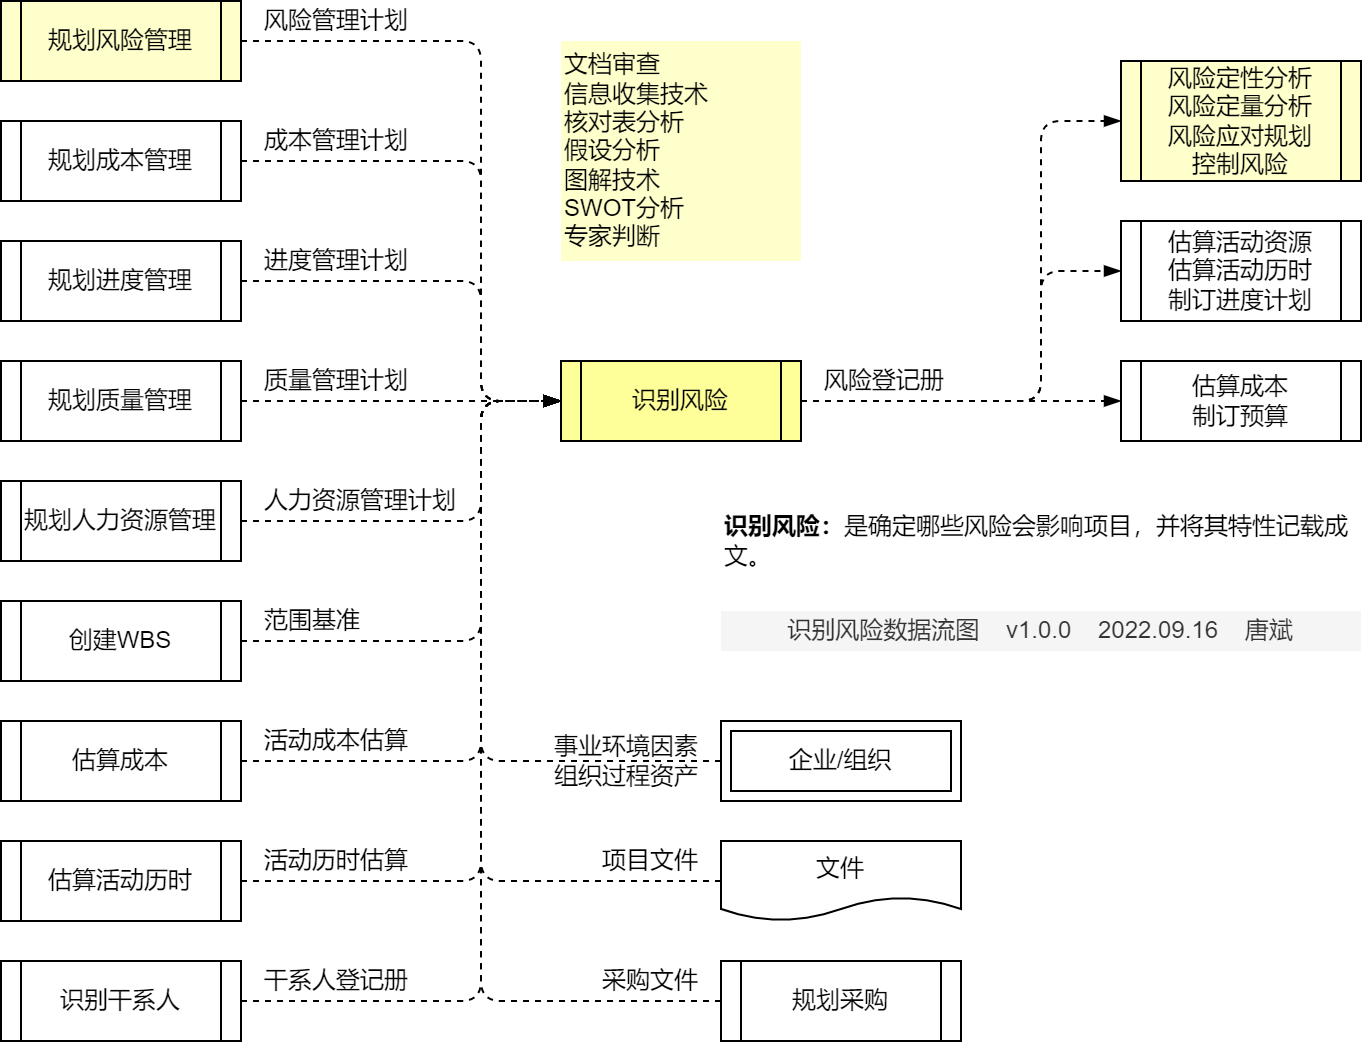 规划风险管理
风险管理计划
规划成本管理
成本管理计划
规划进度管理
进度管理计划
规划质量管理
质量管理计划
规划人力资源管理
人力资源管理计划
创建WBS
范围基准
估算成本
活动成本估算
估算活动历时
活动历时估算
识别干系人
干系人登记册
文档审查
信息收集技术
核对表分析
假设分析
图解技术
SWOT分析
专家判断
识别风险
风险登记册
风险定性分析
风险定量分析
风险应对规划
控制风险
估算活动资源
估算活动历时
制订进度计划
估算成本
制订预算
识别风险：是确定哪些风险会影响项目，并将其特性记载成
文。
识别风险数据流图 v1.0.0 2022.09.16 唐斌
事业环境因素
组织过程资产
企业/组织
项目文件
文件
采购文件
规划采购